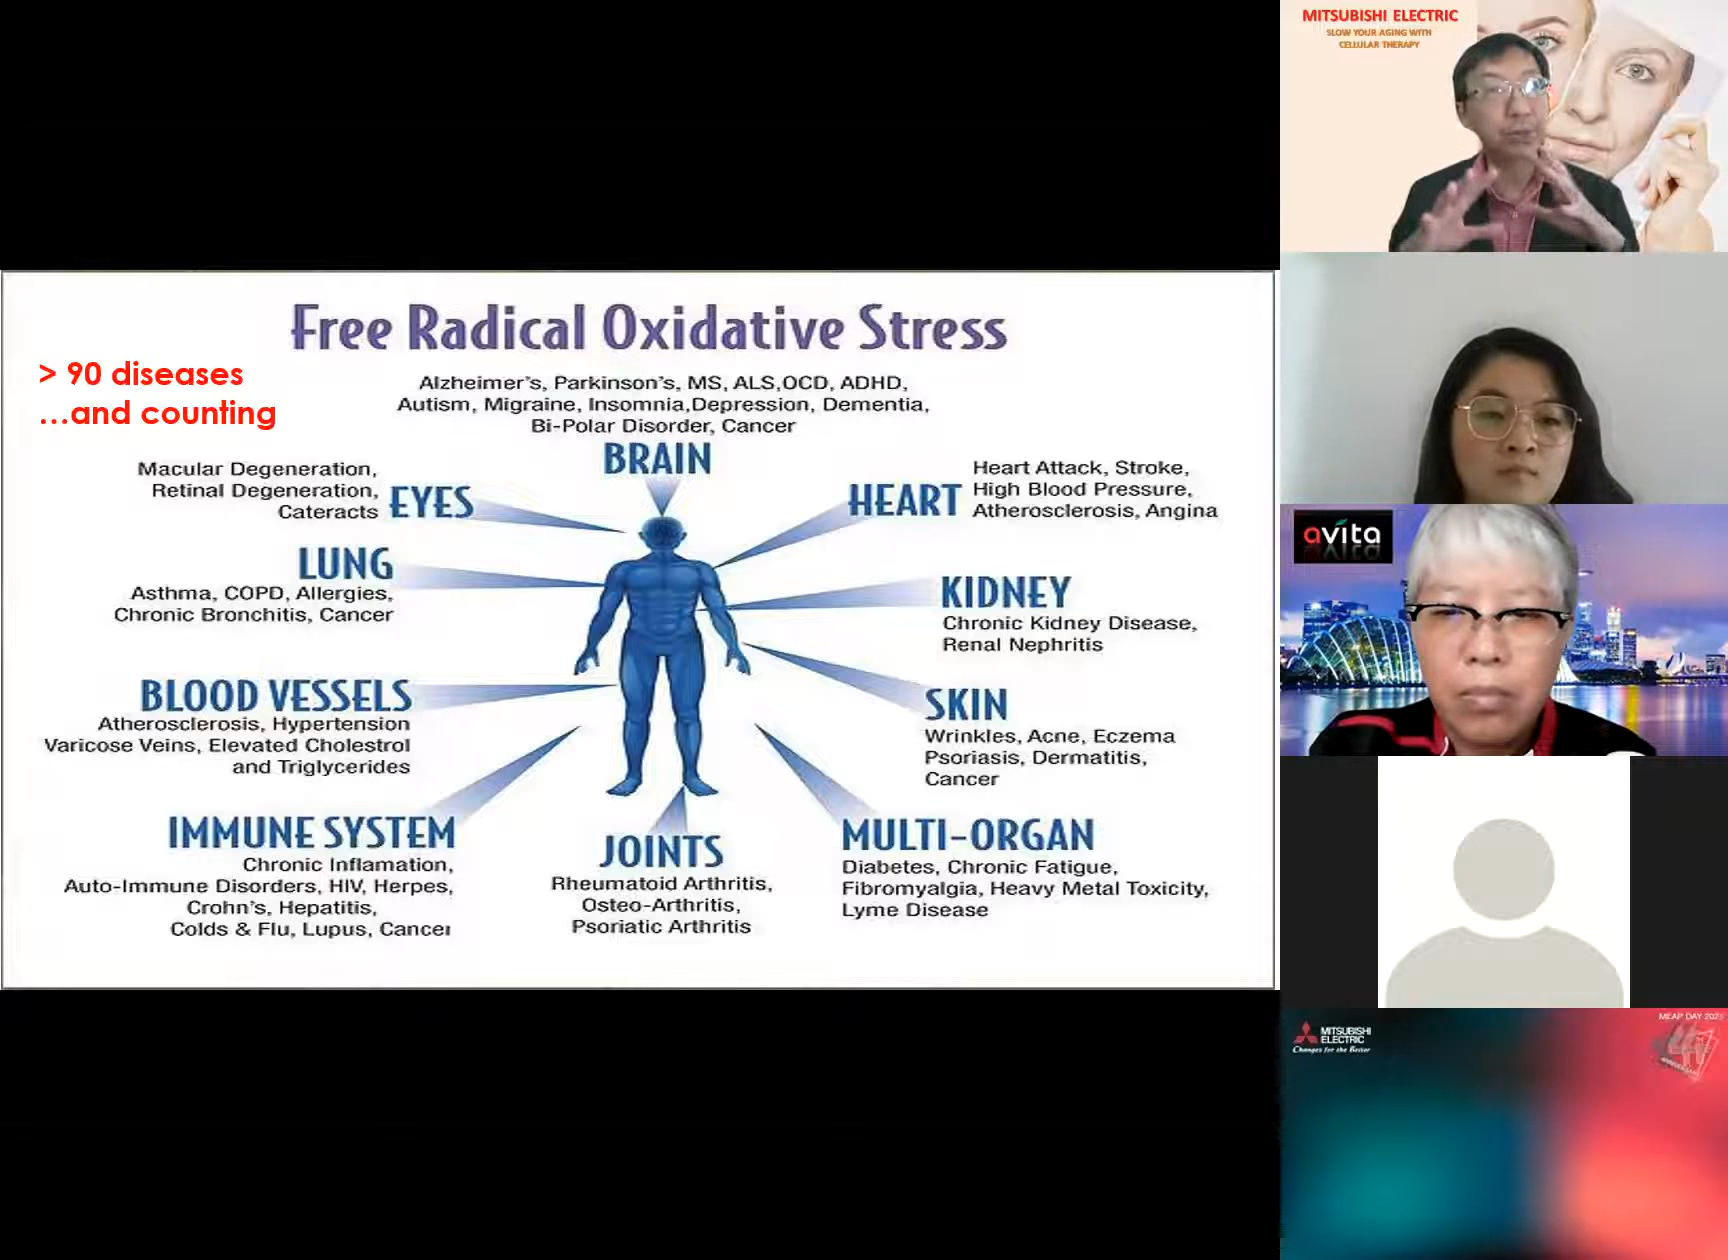 Free Radical Oxidative Stress
> 90 diseases
...and counting
Alzheimer's, Parkinson's, MS, ALS,OCD, ADHD,
Autism, Migraine, Insomnia,Depression, Dementia,
Bi-Polar Disorder, Cancer
BRAIN
Macular Degeneration,
Retinal Degeneration,
Cateracts
EYES
HEART
Heart Attack, Stroke,
High Blood Pressure,
Atherosclerosis, Angina
LUNG
Asthma, COPD, Allergies,
Chronic Bronchitis, Cancer
KIDNEY
Chronic Kidney Disease,
Renal Nephritis
BLOOD VESSELS
Atherosclerosis, Hypertension
Varicose Veins, Elevated Cholestrol
and Triglycerides
SKIN
Wrinkles, Acne, Eczema
Psoriasis, Dermatitis,
Cancer
IMMUNE SYSTEM
Chronic Inflamation,
Auto-Immune Disorders, HIV, Herpes,
Crohn's, Hepatitis,
Colds & Flu, Lupus, Cancer
JOINTS
Rheumatoid Arthritis,
Osteo-Arthritis,
Psoriatic Arthritis
MULTI-ORGAN
Diabetes, Chronic Fatigue,
Fibromyalgia, Heavy Metal Toxicity,
Lyme Disease
MITSUBISHI ELECTRIC
SLOW YOUR AGING WITH
CELLULAR THERAPY
avita
MITSUBISHI
ELECTRIC
Changes for the Better
MEAP DAY